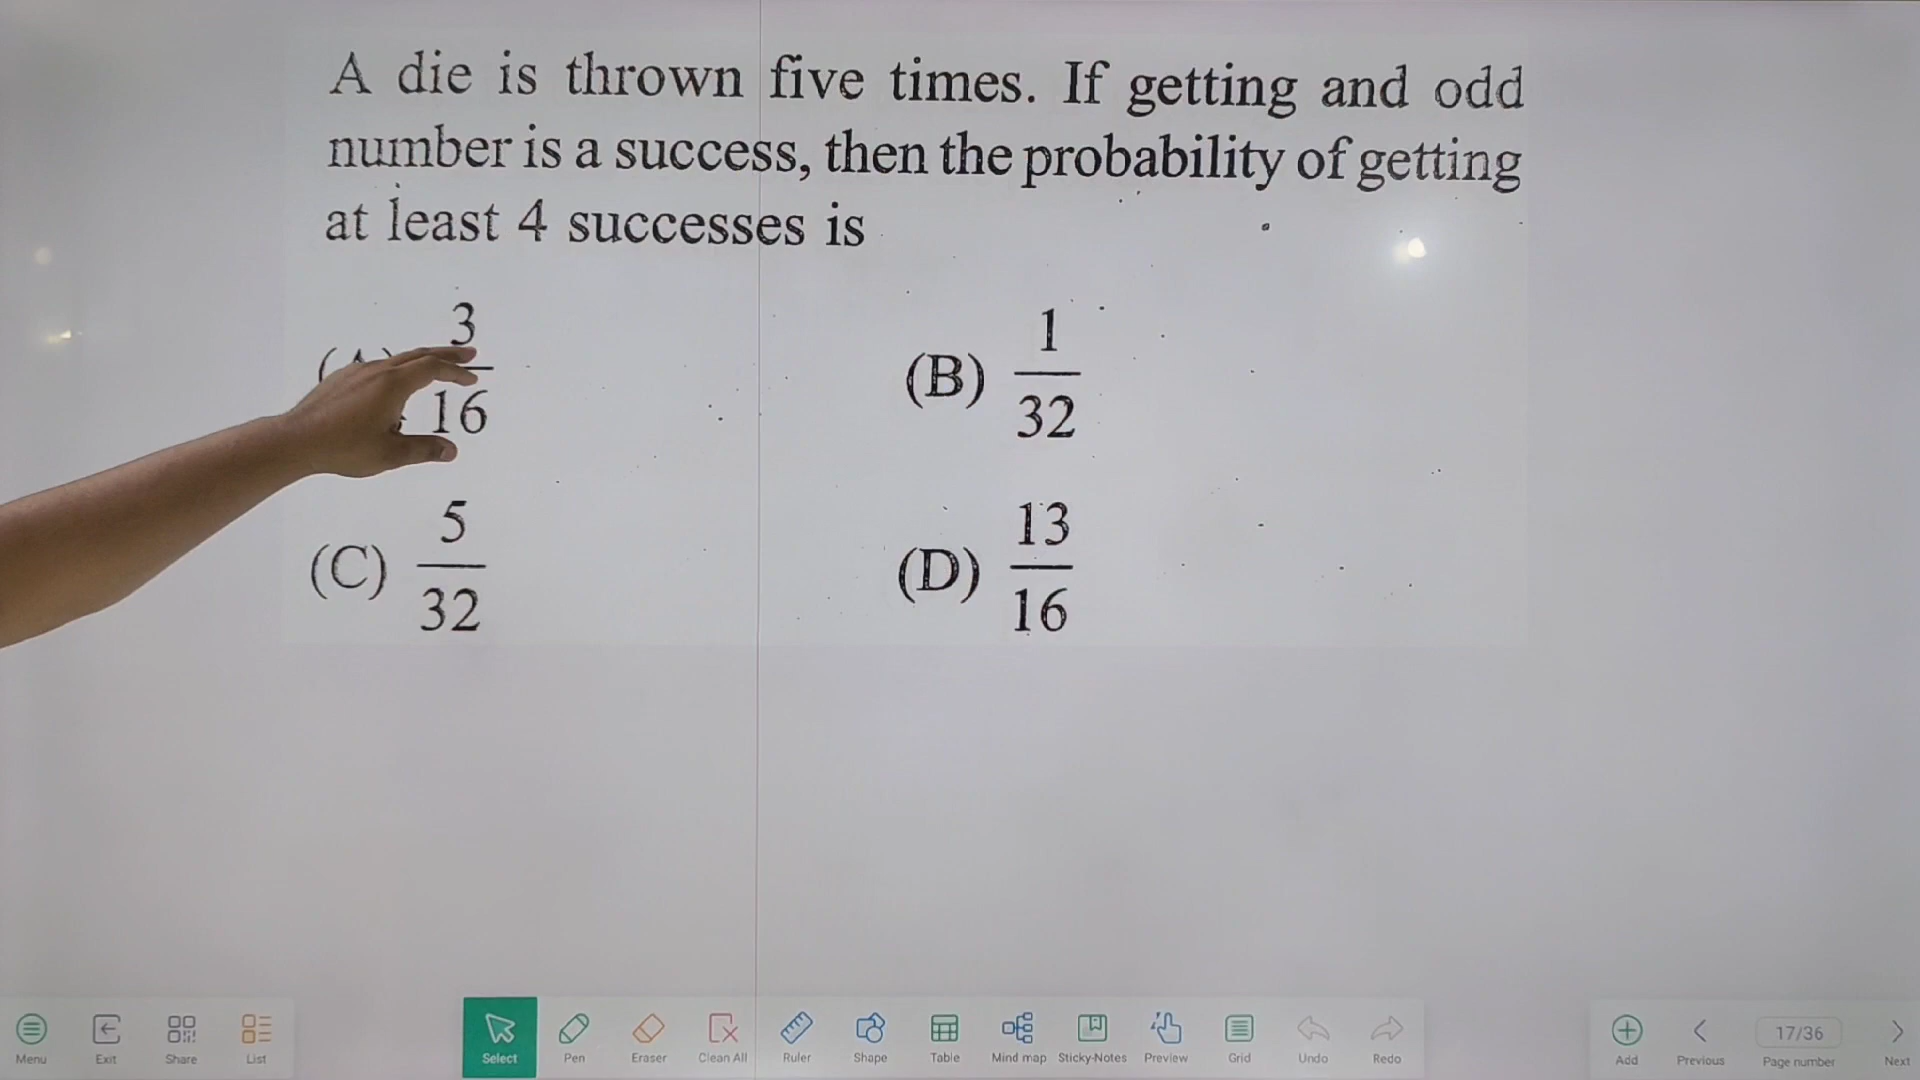 A die is thrown five times. If getting and odd
number is a success, then the probability of getting
at least 4 successes is
3
16
(B) 1
32
(C) 5
32
(D) 13
16
Menu Exit Share List Select Pen Eraser Clean All Ruler Shape Table Mind map Sticky-Notes Preview Grid Undo Redo Add Previous 17/36 Page number Next